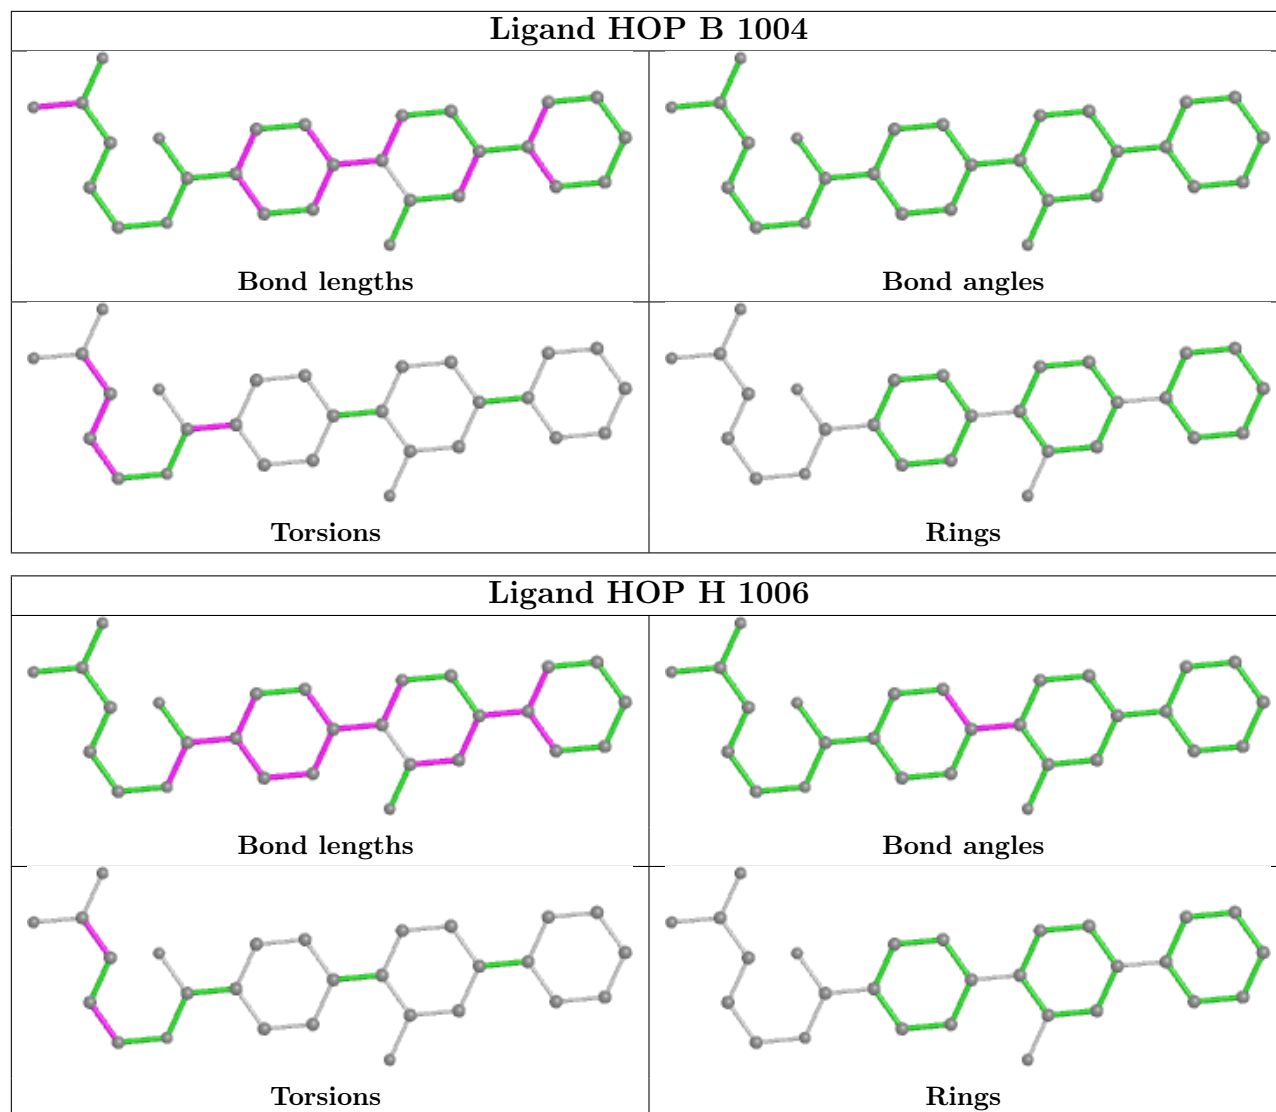 Ligand HOP B 1004
Bond lengths
Bond angles
Torsions
Rings
Ligand HOP H 1006
Bond lengths
Bond angles
Torsions
Rings